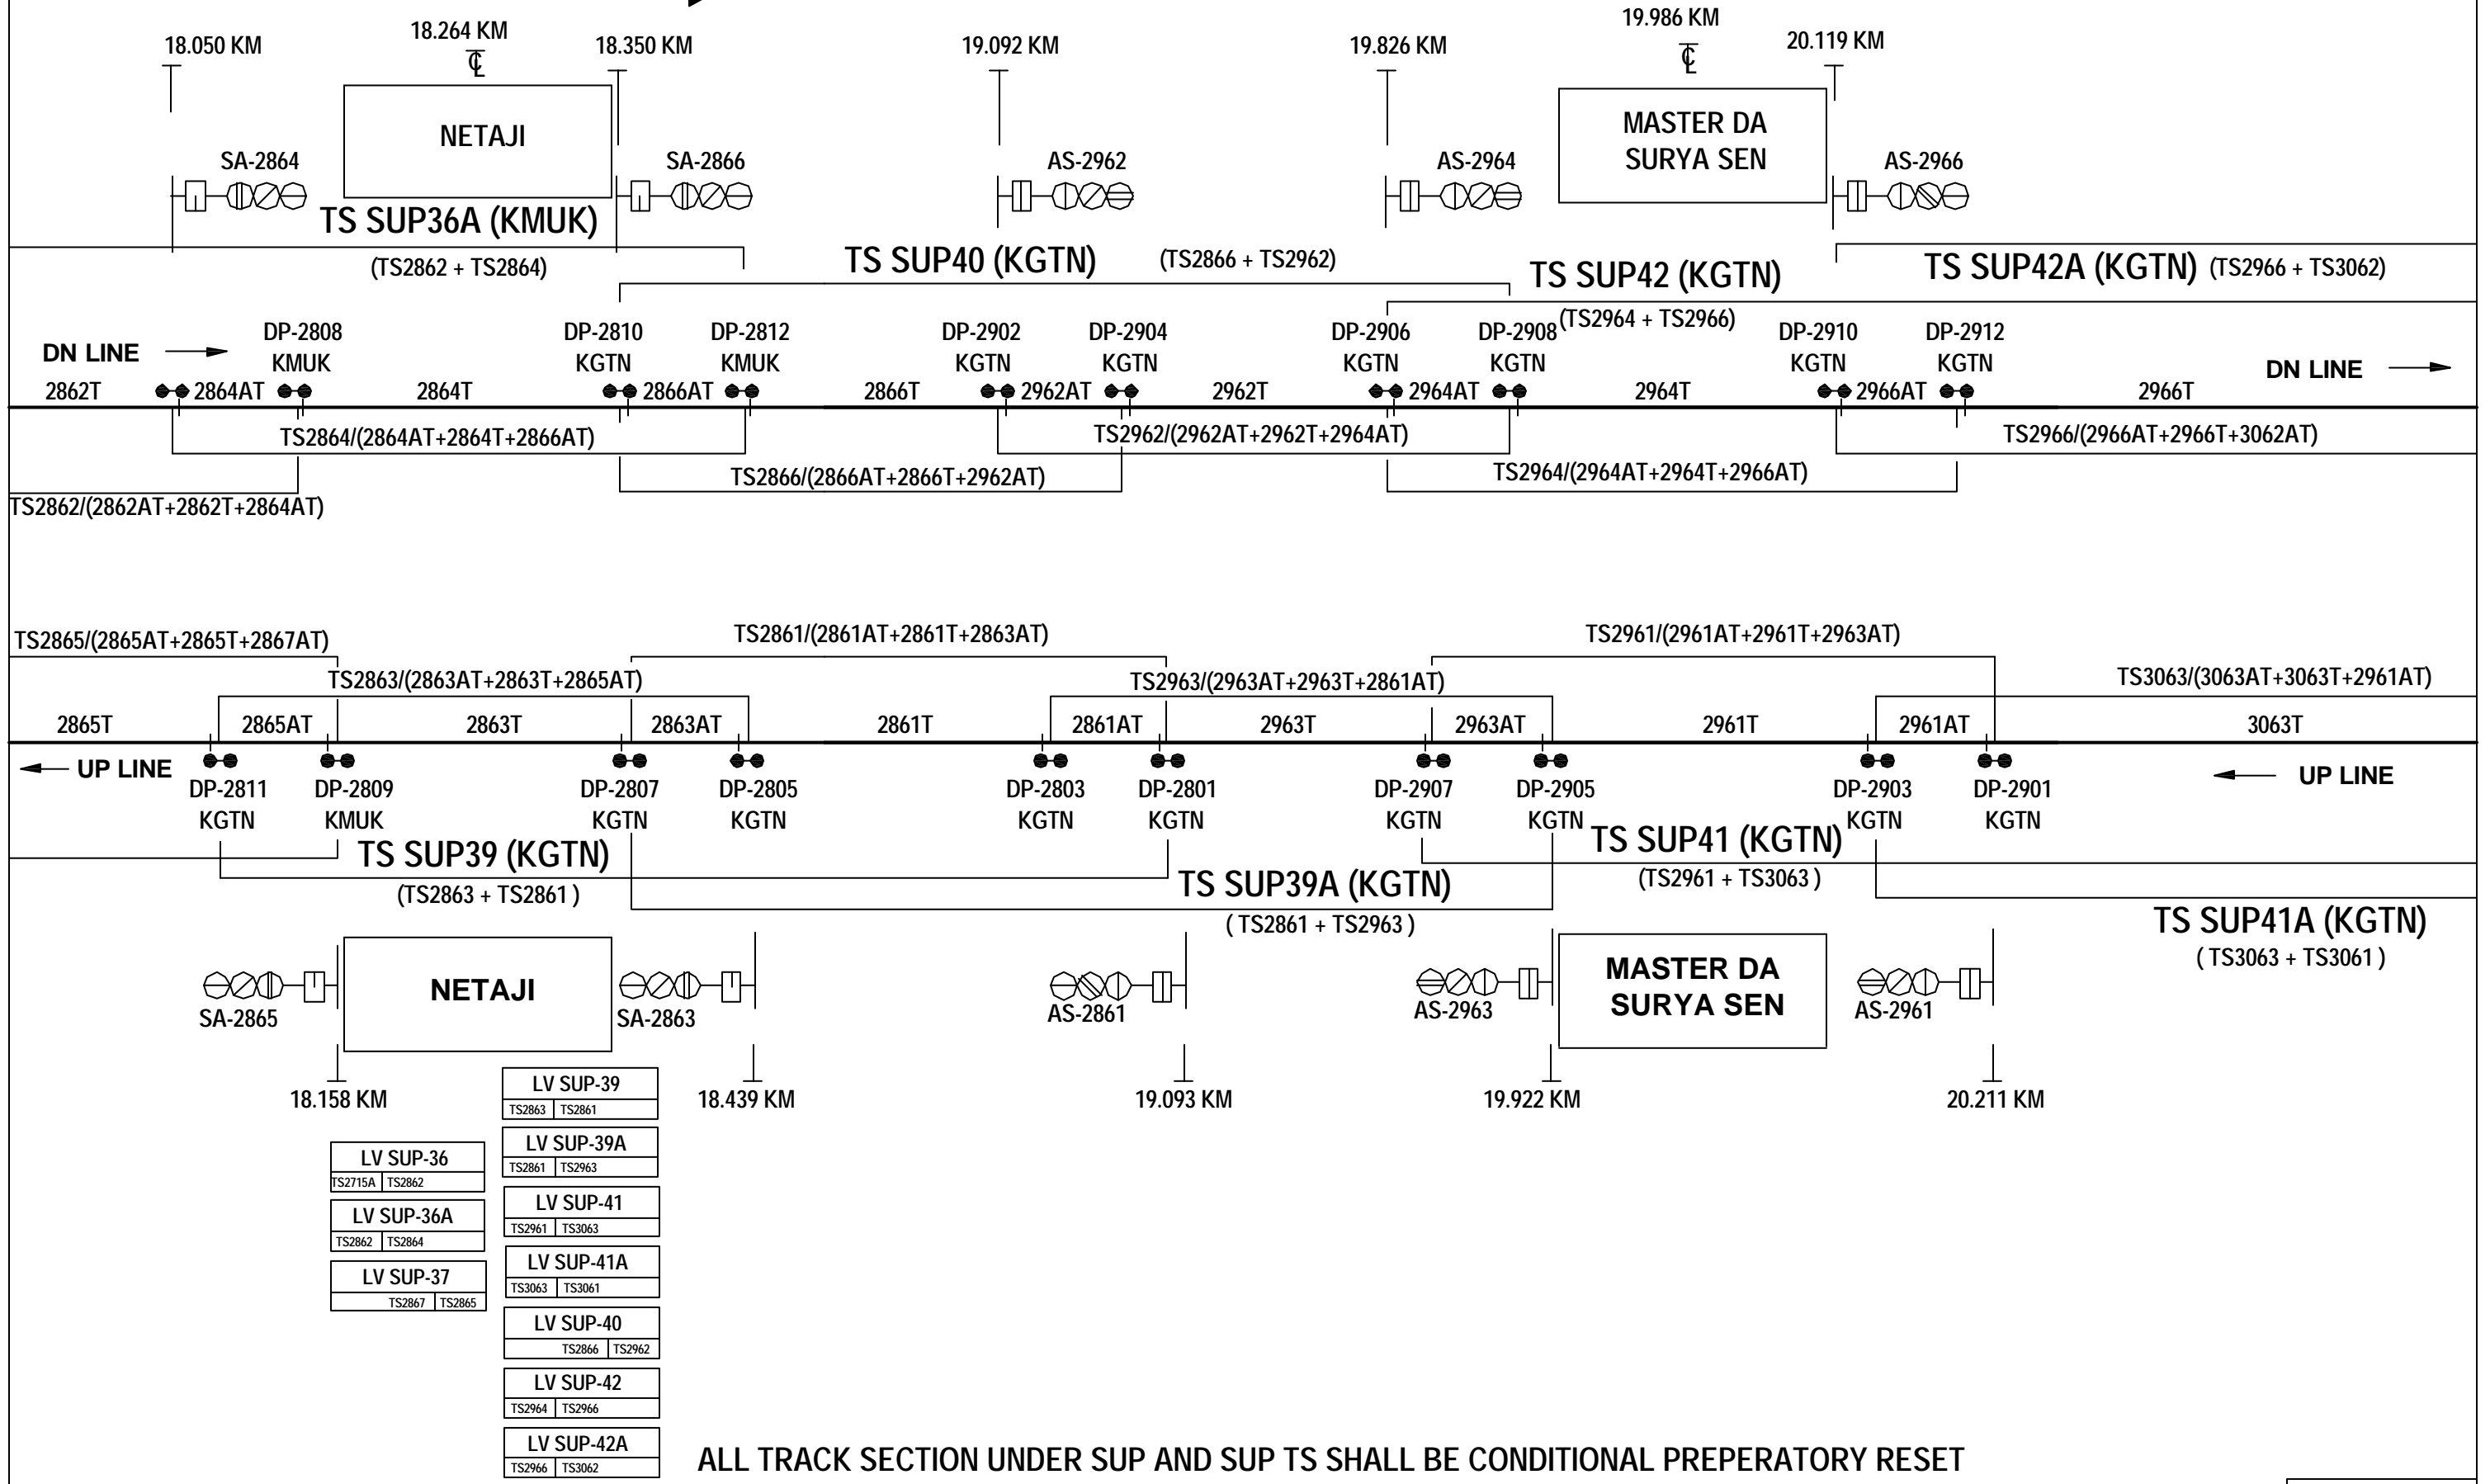 18.050 KM
18.264 KM
18.350 KM
19.092 KM
19.826 KM
19.986 KM
20.119 KM
NETAJI
MASTER DA
SURYA SEN
SA-2864
SA-2866
AS-2962
AS-2964
AS-2966
TS SUP36A (KMUK)
(TS2862 + TS2864)
TS SUP40 (KGTN) (TS2866 + TS2962)
TS SUP42 (KGTN)
(TS2964 + TS2966)
TS SUP42A (KGTN) (TS2966 + TS3062)
DN LINE
DP-2808
KMUK
DP-2810
KGTN
DP-2812
KMUK
DP-2902
KGTN
DP-2904
KGTN
DP-2906
KGTN
DP-2908
KGTN
DP-2910
KGTN
DP-2912
KGTN
DN LINE
2862T 2864AT 2864T 2866AT 2866T 2962AT 2962T 2964AT 2964T 2966AT 2966T
TS2864/(2864AT+2864T+2866AT)
TS2962/(2962AT+2962T+2964AT)
TS2966/(2966AT+2966T+3062AT)
TS2866/(2866AT+2866T+2962AT)
TS2964/(2964AT+2964T+2966AT)
TS2862/(2862AT+2862T+2864AT)
TS2865/(2865AT+2865T+2867AT)
TS2861/(2861AT+2861T+2863AT)
TS2961/(2961AT+2961T+2963AT)
TS2863/(2863AT+2863T+2865AT)
TS2963/(2963AT+2963T+2861AT)
TS3063/(3063AT+3063T+2961AT)
2865T 2865AT 2863T 2863AT 2861T 2861AT 2963T 2963AT 2961T 2961AT 3063T
UP LINE
DP-2811
KGTN
DP-2809
KMUK
DP-2807
KGTN
DP-2805
KGTN
DP-2803
KGTN
DP-2801
KGTN
DP-2907
KGTN
DP-2905
KGTN
DP-2903
KGTN
DP-2901
KGTN
UP LINE
TS SUP39 (KGTN)
(TS2863 + TS2861 )
TS SUP39A (KGTN)
( TS2861 + TS2963 )
TS SUP41 (KGTN)
(TS2961 + TS3063 )
TS SUP41A (KGTN)
( TS3063 + TS3061 )
SA-2865
NETAJI
SA-2863
AS-2861
AS-2963
MASTER DA
SURYA SEN
AS-2961
18.158 KM
18.439 KM
19.093 KM
19.922 KM
20.211 KM
LV SUP-36
TS2715A TS2862
LV SUP-36A
TS2862 TS2864
LV SUP-37
TS2867 TS2865
LV SUP-39
TS2863 TS2861
LV SUP-39A
TS2861 TS2963
LV SUP-41
TS2961 TS3063
LV SUP-41A
TS3063 TS3061
LV SUP-40
TS2866 TS2962
LV SUP-42
TS2964 TS2966
LV SUP-42A
TS2966 TS3062
ALL TRACK SECTION UNDER SUP AND SUP TS SHALL BE CONDITIONAL PREPERATORY RESET